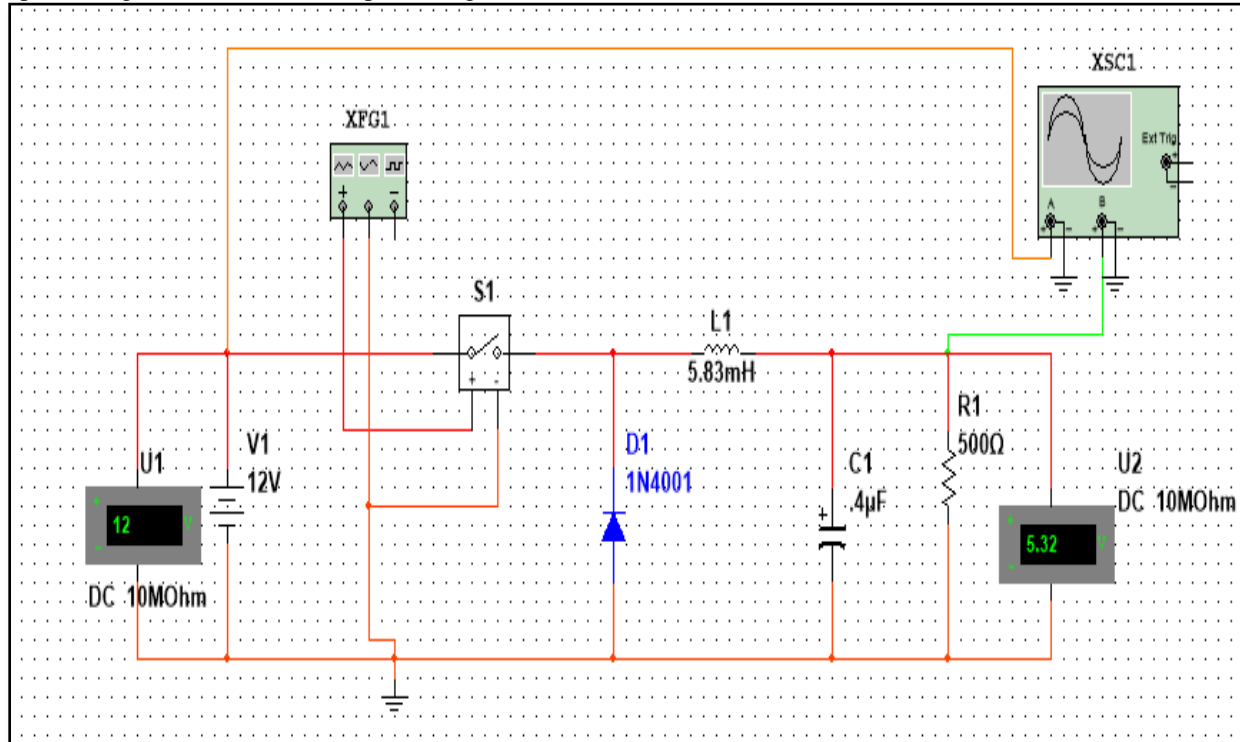 XSC1
Ext Trig
+
-
A
B
+ -
+ -
XFG1
+
-
S1
+ -
L1
5.83mH
R1
500Ω
D1
1N4001
C1
.4µF
+
U1
V1
12V
+
12 V
-
DC 10MOhm
U2
DC 10MOhm
+
5.32 V